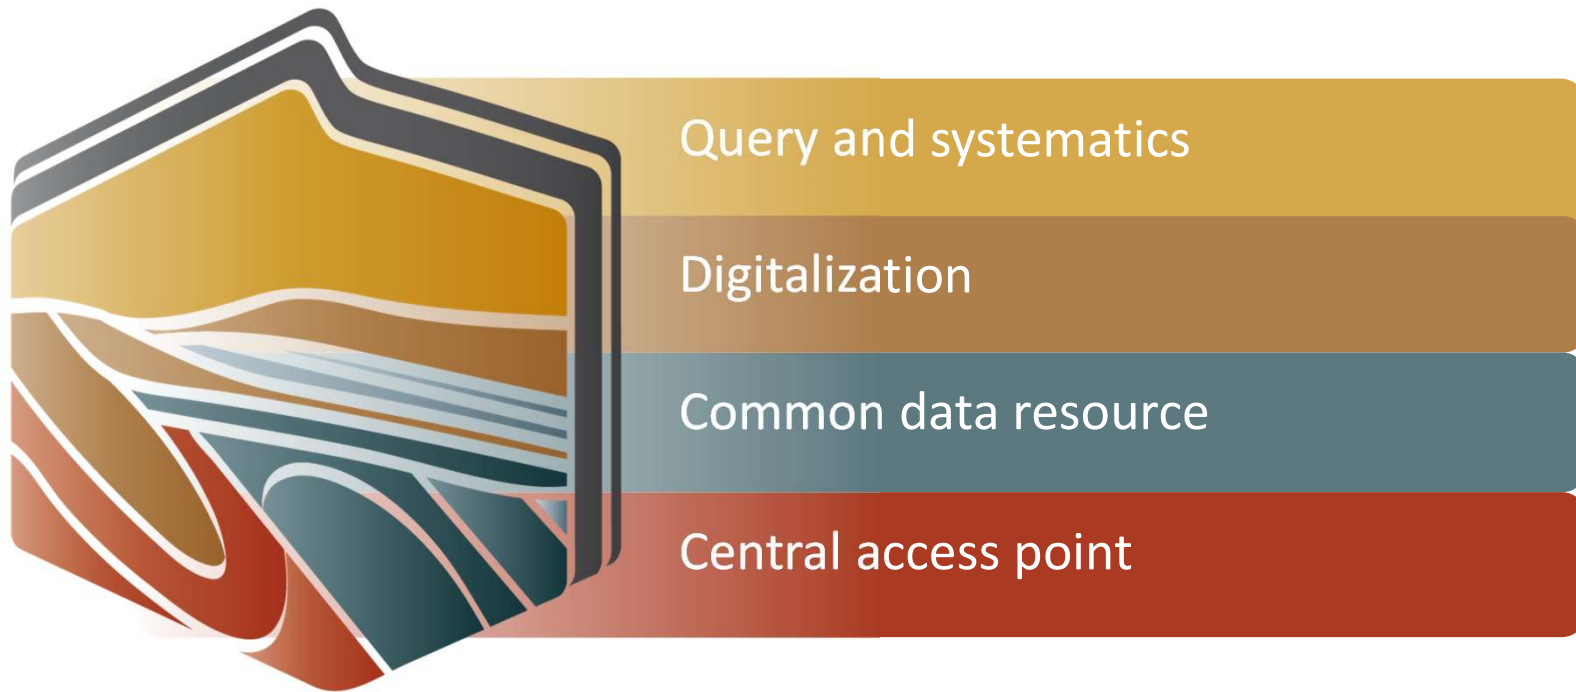 Query and systematics
Digitalization
Common data resource
Central access point